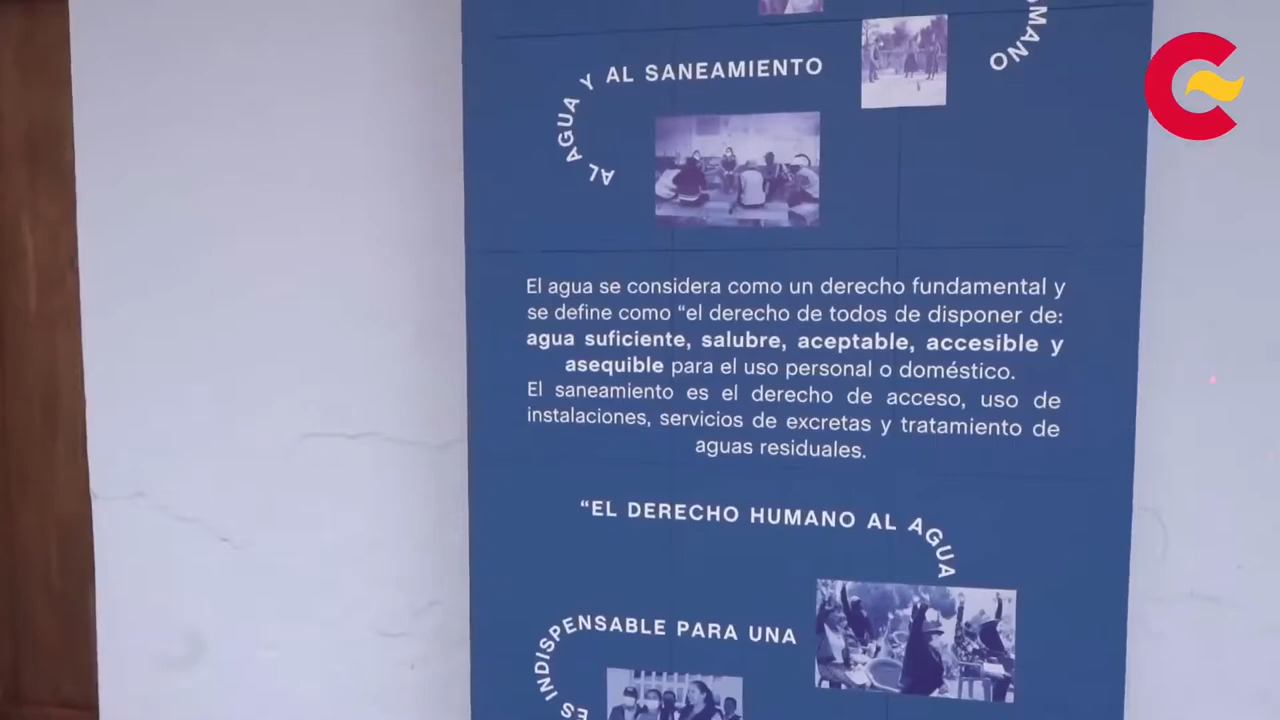 OMANO
AL AGUA Y AL SANEAMIENTO
El agua se considera como un derecho fundamental y
se define como “el derecho de todos de disponer de:
agua suficiente, salubre, aceptable, accesible y
asequible para el uso personal o doméstico.
El saneamiento es el derecho de acceso, uso de
instalaciones, servicios de excretas y tratamiento de
aguas residuales.
“EL DERECHO HUMANO AL AGUA
ES INDISPENSABLE PARA UNA